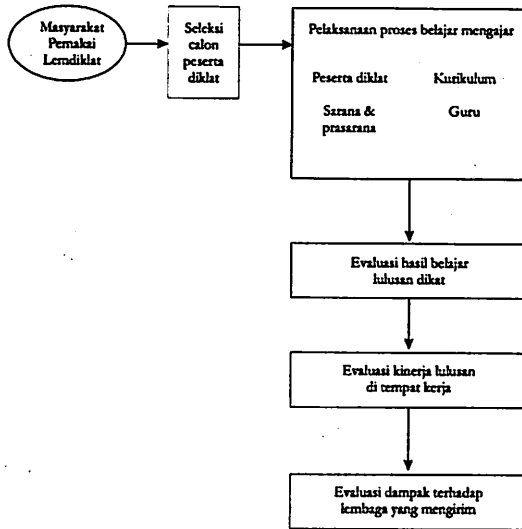 Masyarakat
Pemakai
Lemdiklat
Seleksi
calon
peserta
diklat
Pelaksanaan proses belajar mengajar
Peserta diklat
Kurikulum
Sarana &
prasarana
Guru
Evaluasi hasil belajar
lulusan dikat
Evaluasi kinerja lulusan
di tempat kerja
Evaluasi dampak terhadap
lembaga yang mengirim